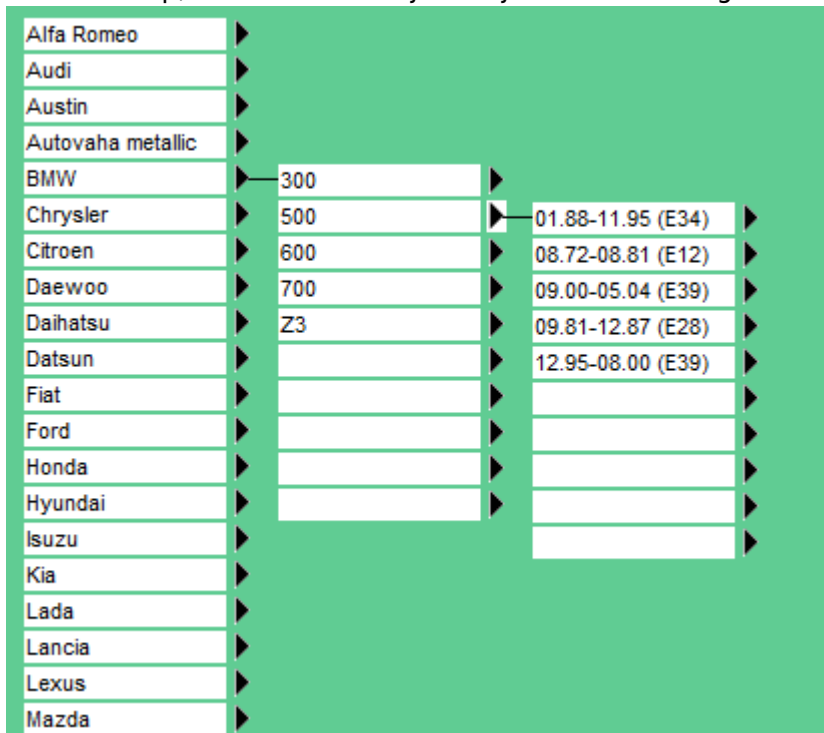 Alfa Romeo
Audi
Austin
Autovaha metallic
BMW
300
Chrysler
500
01.88-11.95 (E34)
Citroen
600
08.72-08.81 (E12)
Daewoo
700
09.00-05.04 (E39)
Daihatsu
Z3
09.81-12.87 (E28)
Datsun
12.95-08.00 (E39)
Fiat
Ford
Honda
Hyundai
Isuzu
Kia
Lada
Lancia
Lexus
Mazda